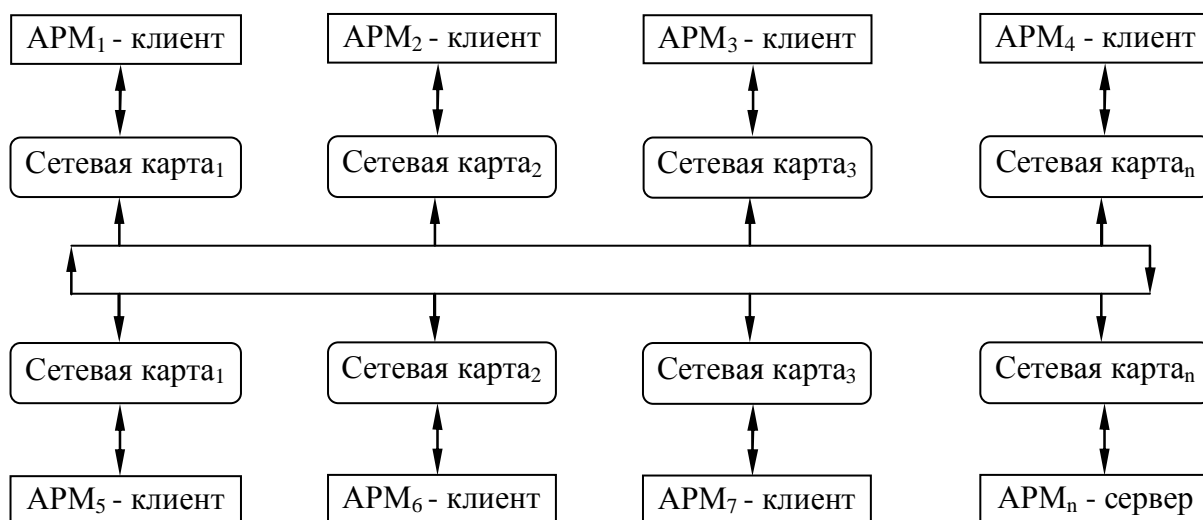 АРМ₁ - клиент
АРМ₂ - клиент
АРМ₃ - клиент
АРМ₄ - клиент
Сетевая карта₁
Сетевая карта₂
Сетевая карта₃
Сетевая картаₙ
Сетевая карта₁
Сетевая карта₂
Сетевая карта₃
Сетевая картаₙ
АРМ₅ - клиент
АРМ₆ - клиент
АРМ₇ - клиент
АРМₙ - сервер